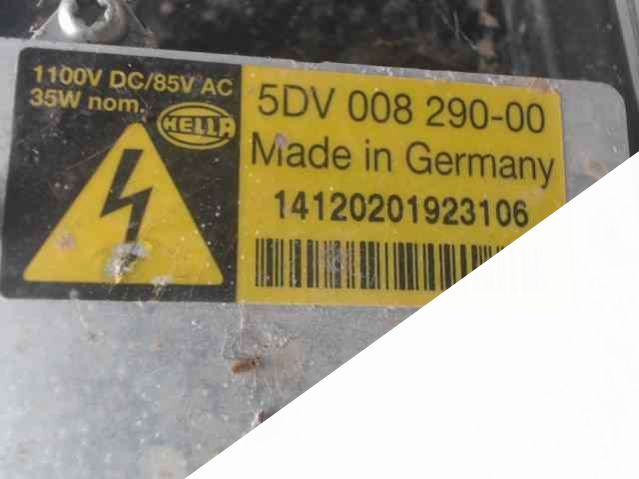 1100V DC/85V AC
35W nom.
HELLA
5DV 008 290-00
Made in Germany
14120201923106